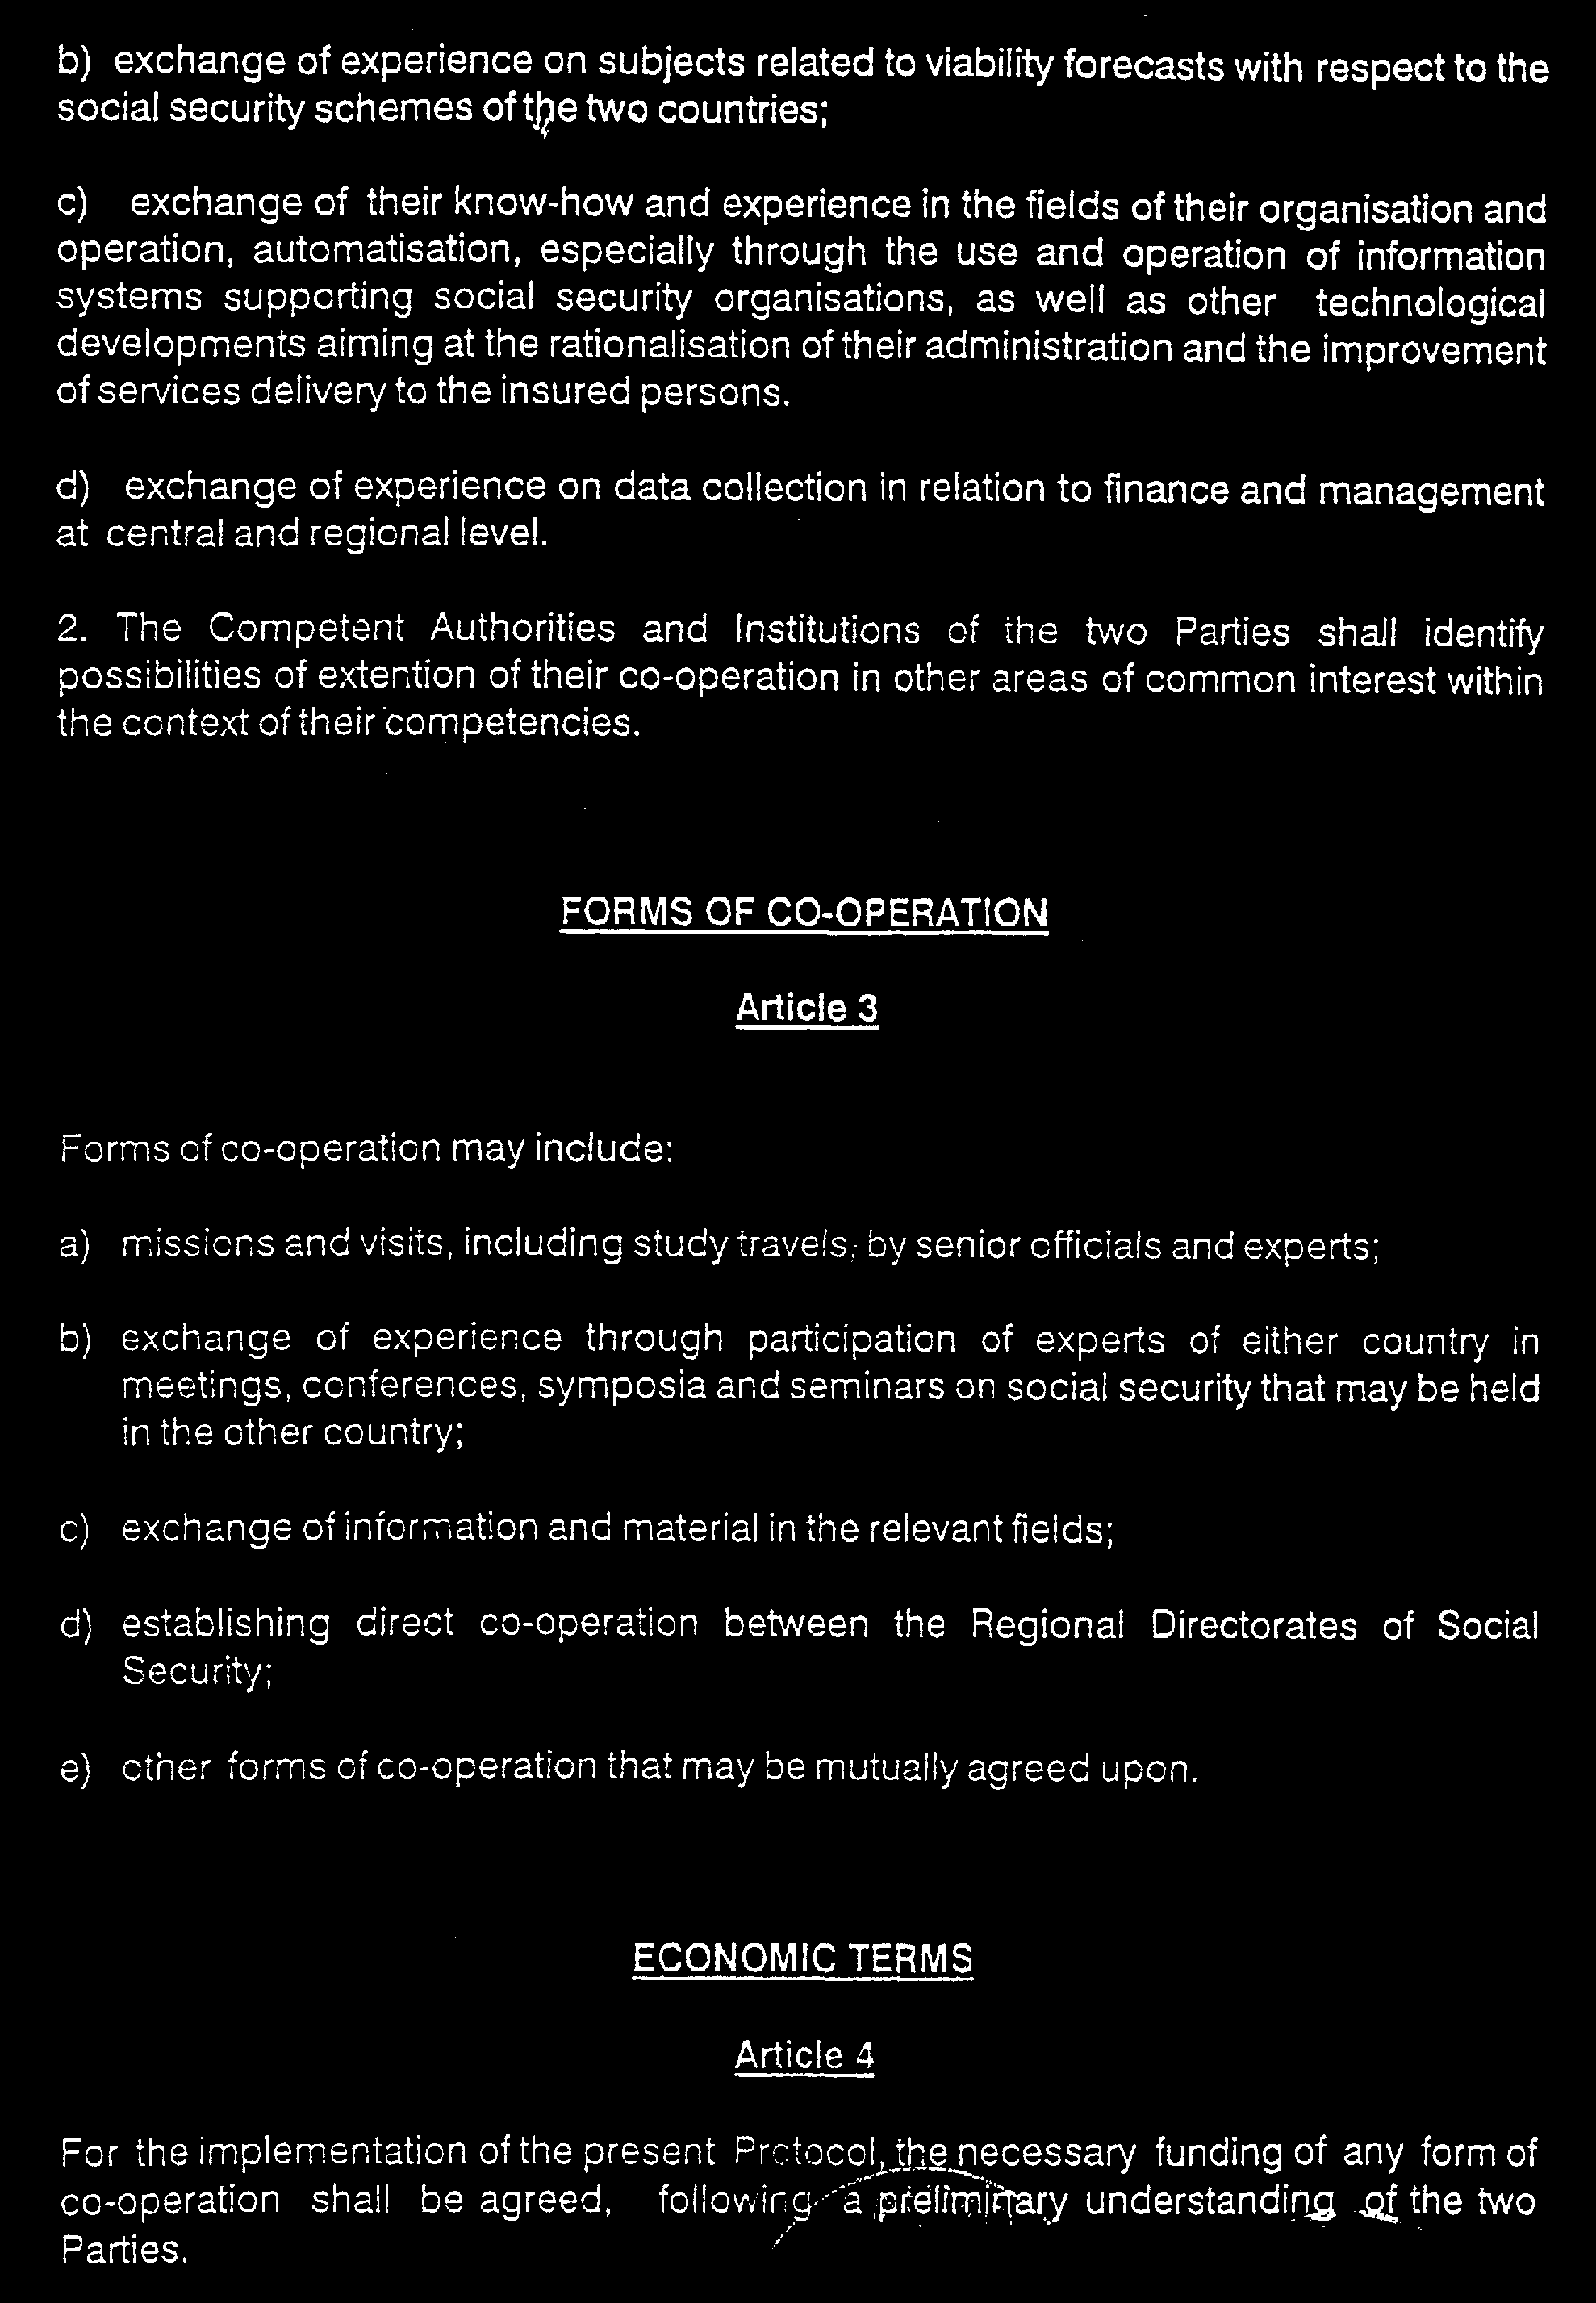 b) exchange of experience on subjects related to viability forecasts with respect to the
social security schemes of the two countries;
c) exchange of their know-how and experience in the fields of their organisation and
operation, automatisation, especially through the use and operation of information
systems supporting social security organisations, as well as other technological
developments aiming at the rationalisation of their administration and the improvement
of services delivery to the insured persons.
d) exchange of experience on data collection in relation to finance and management
at central and regional level.
2. The Competent Authorities and Institutions of the two Parties shall identify
possibilities of extention of their co-operation in other areas of common interest within
the context of their competencies.
FORMS OF CO-OPERATION
Article 3
Forms of co-operation may include:
a) missions and visits, including study travels, by senior officials and experts;
b) exchange of experience through participation of experts of either country in
meetings, conferences, symposia and seminars on social security that may be held
in the other country;
c) exchange of information and material in the relevant fields;
d) establishing direct co-operation between the Regional Directorates of Social
Security;
e) other forms of co-operation that may be mutually agreed upon.
ECONOMIC TERMS
Article 4
For the implementation of the present Protocol, the necessary funding of any form of
co-operation shall be agreed, following a preliminary understanding of the two
Parties.